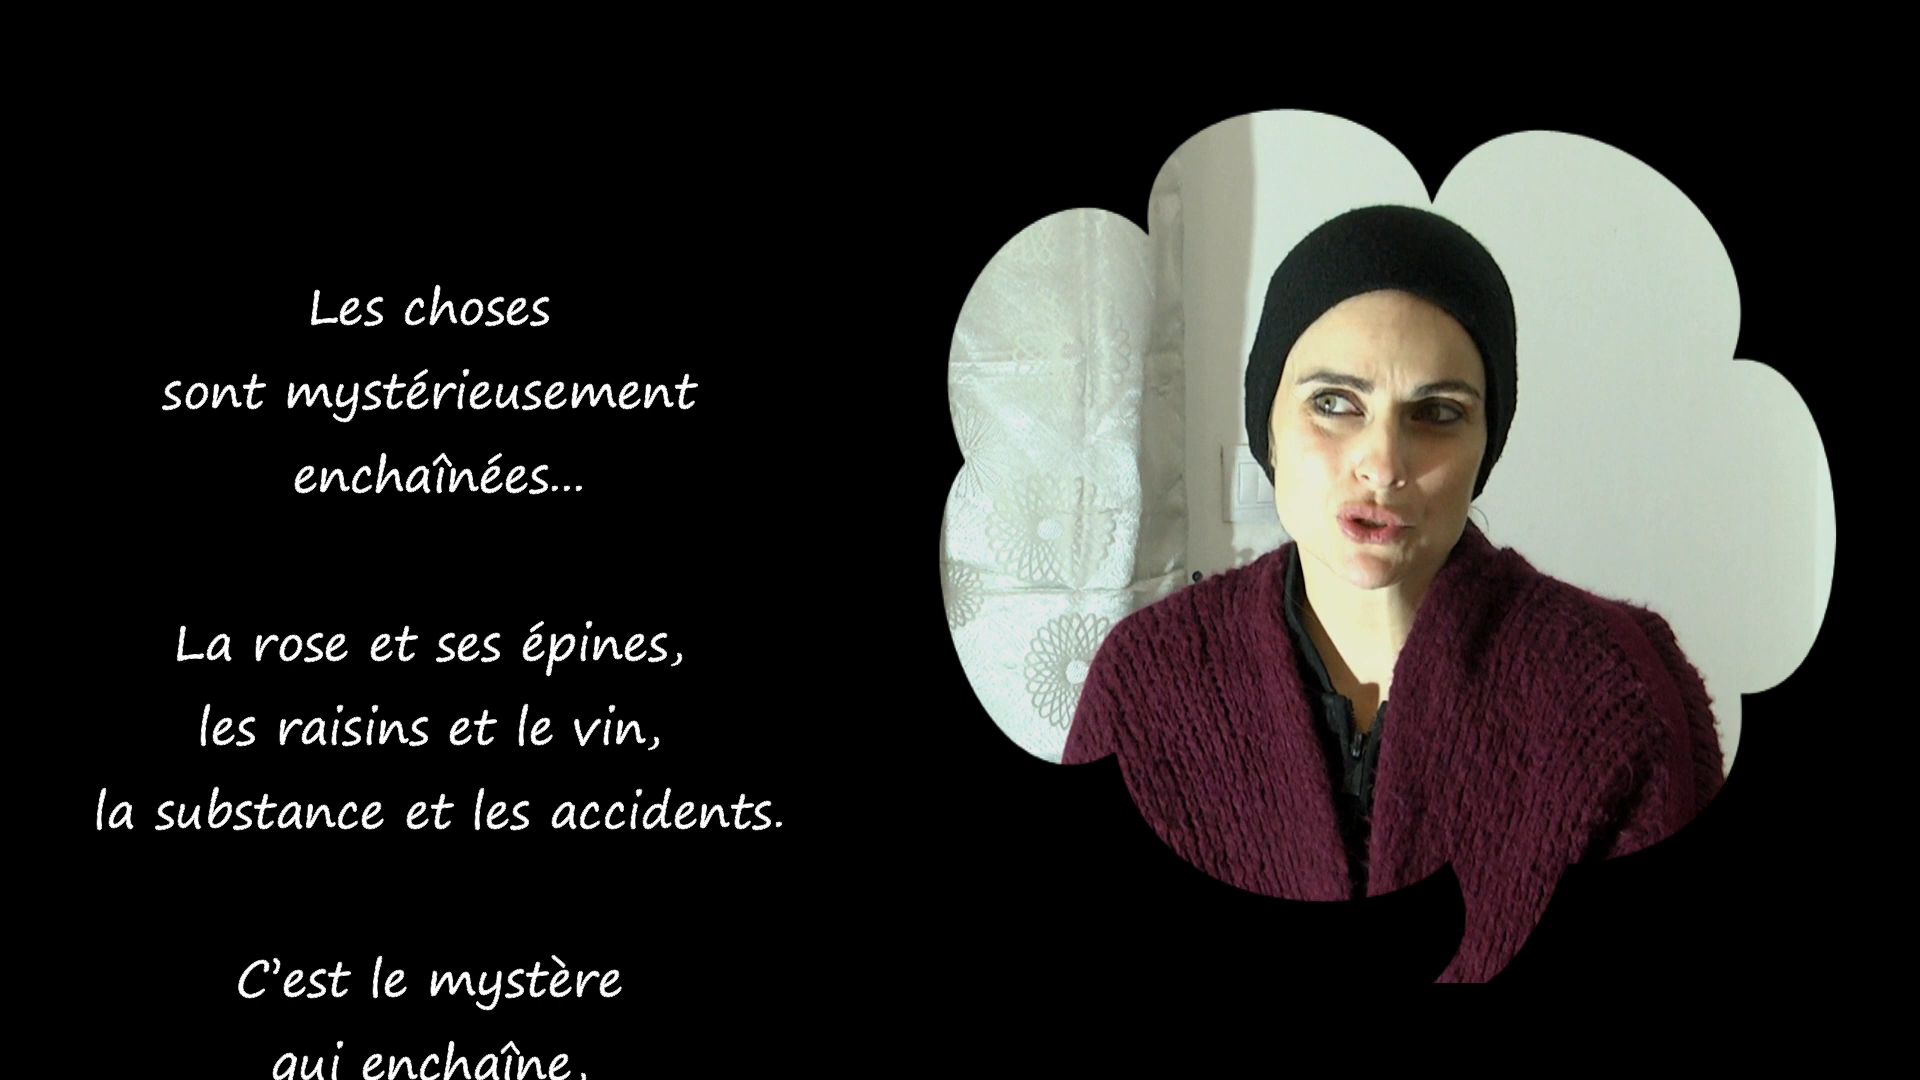 Les choses
sont mystérieusement
enchaînées...
La rose et ses épines,
les raisins et le vin,
la substance et les accidents.
C'est le mystère
qui enchaîne,